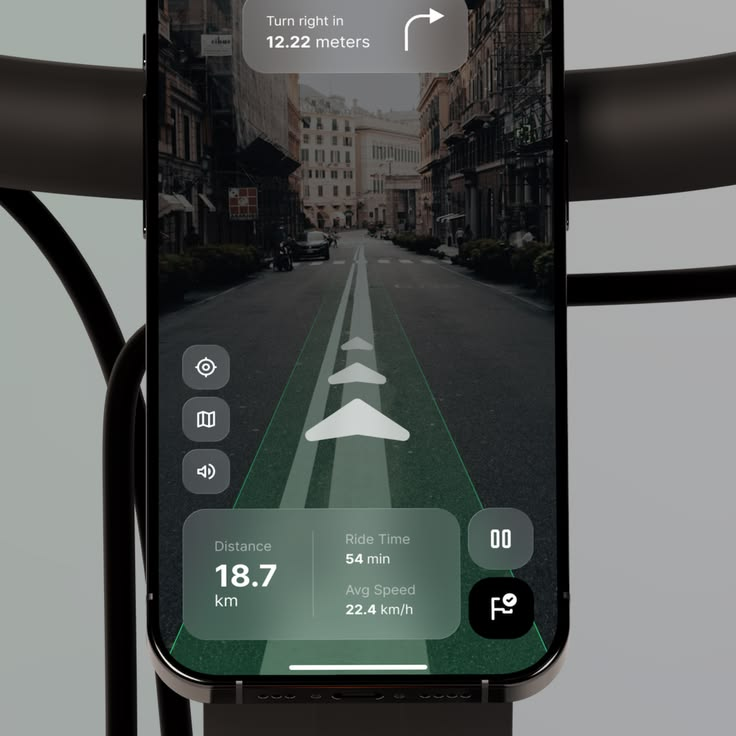 Turn right in
12.22 meters
Distance
18.7
km
Ride Time
54 min
Avg Speed
22.4 km/h